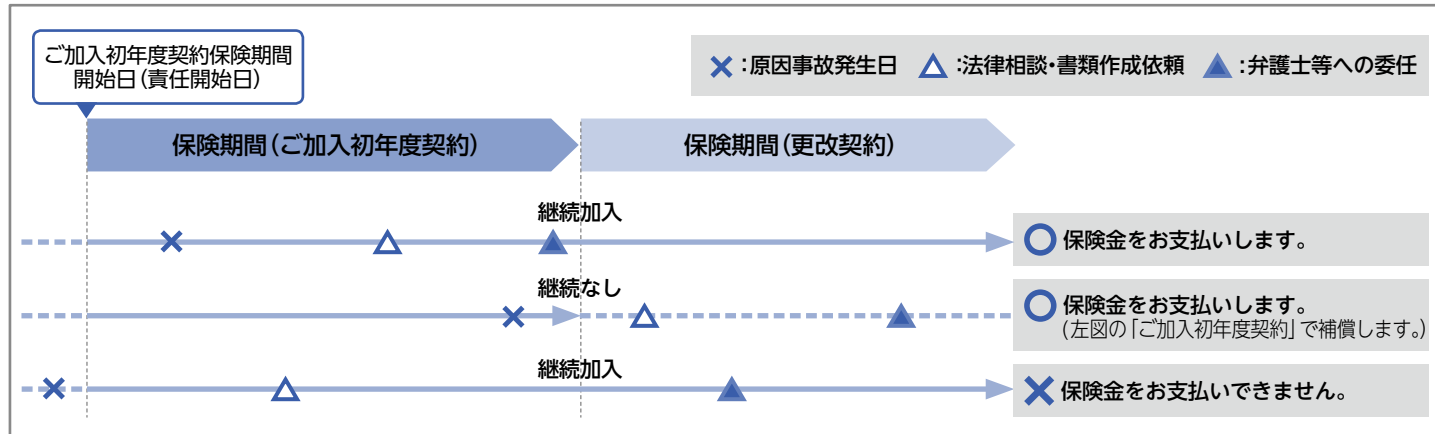 ご加入初年度契約保険期間
開始日(責任開始日)
×:原因事故発生日 △:法律相談・書類作成依頼 ▲:弁護士等への委任
保険期間(ご加入初年度契約) 保険期間(更改契約)
継続加入
保険金をお支払いします。
継続なし
保険金をお支払いします。
(左図の「ご加入初年度契約」で補償します。)
継続加入
保険金をお支払いできません。